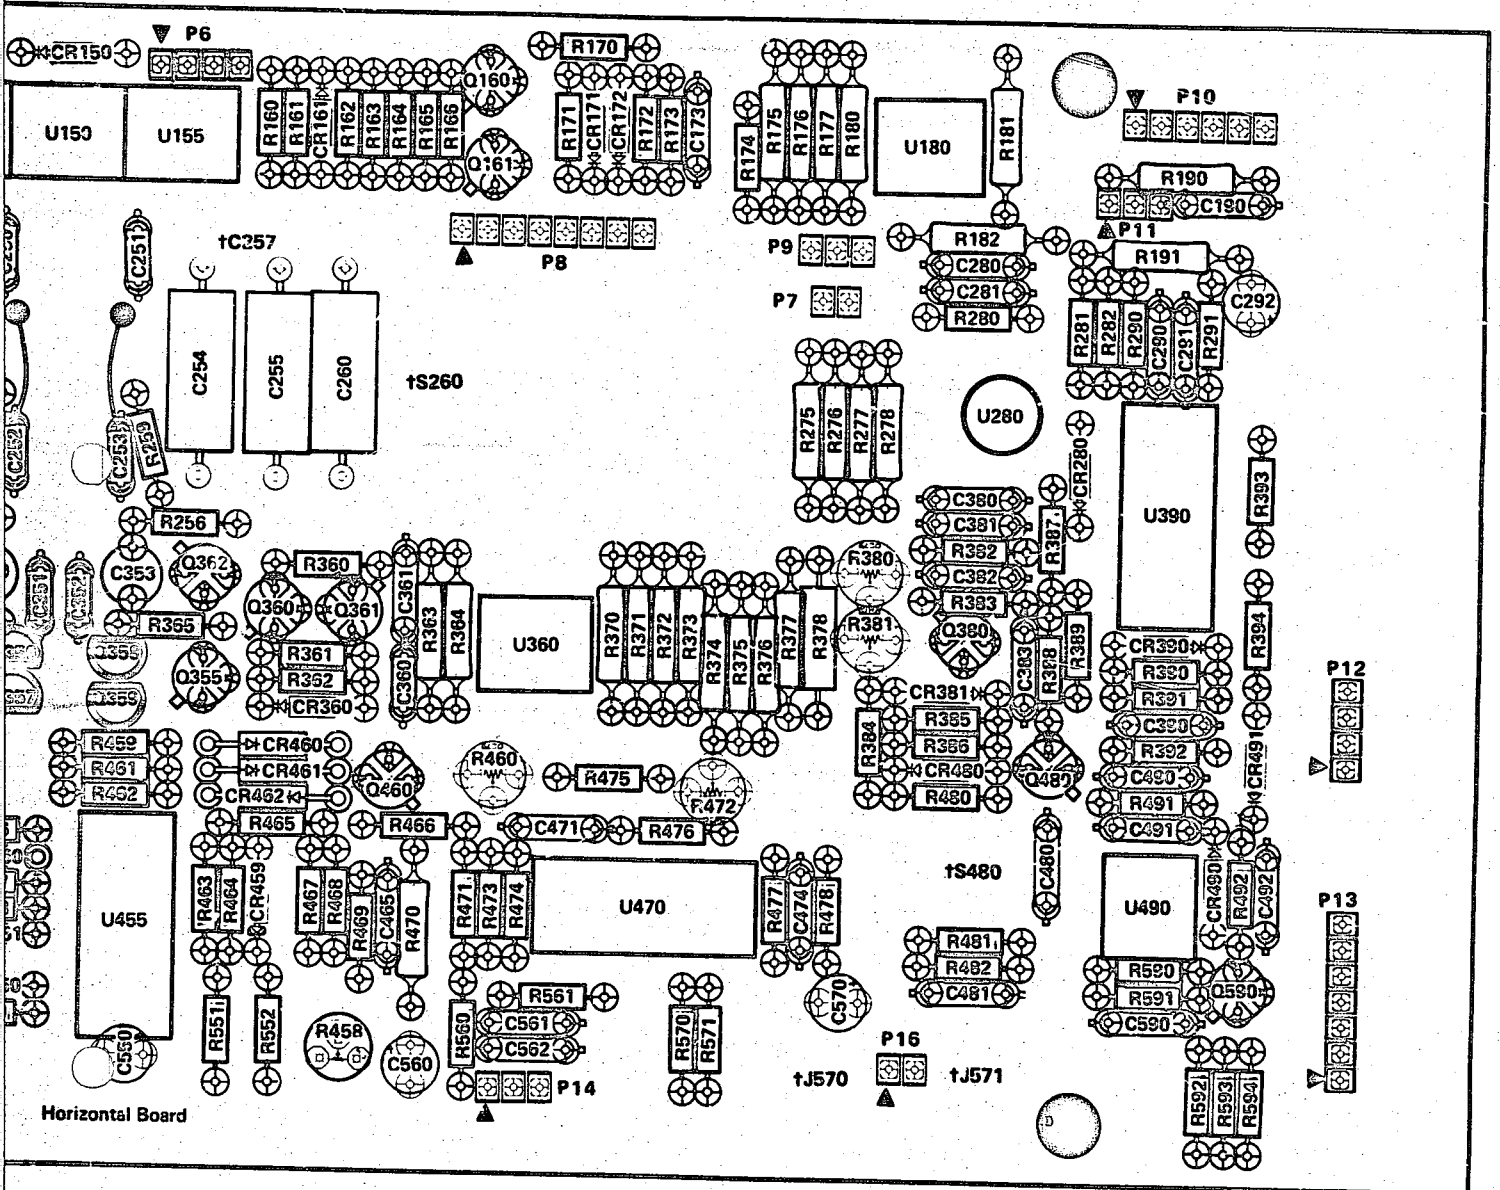 P6
CR150
R170
Q160
P10
U150
U155
R160
R161
CR161
R162
R163
R164
R165
R166
Q161
R171
CR171
CR172
R172
R173
C173
R174
R175
R176
R177
R180
U180
R181
R190
C190
P11
†C257
C251
P8
P9
R182
R191
C280
P7
C281
R280
C292
R281
R282
R290
C290
C291
R291
C254
C255
C260
†S260
C252
C253
R259
R275
R276
R277
R278
U280
CR280
U390
R393
R256
C380
C381
R387
R382
C382
R383
C353
Q362
R360
Q360
Q361
C361
R363
R364
U360
R370
R371
R372
R373
R374
R375
R376
R377
R378
R380
R381
Q380
C383
R388
R389
R394
C351
C352
R365
R361
R362
CR360
C360
Q355
Q359
CR390
R390
R391
C390
R392
P12
CR381
R384
R385
R386
CR480
R480
Q480
C490
R491
C491
CR491
R459
R461
R462
CR460
CR461
CR462
Q460
R460
R475
R472
R465
R466
C471
R476
†S480
C480
U455
R463
R464
CR459
R467
R468
R469
C465
R470
R471
R473
R474
U470
R477
C474
R478
U490
CR490
R492
C492
P13
R481
R482
C481
R590
R591
C590
Q590
R551
R552
R458
C560
C550
R560
R561
C561
C562
P14
R570
R571
C570
†J570
P16
†J571
R592
R593
R594
Horizontal Board